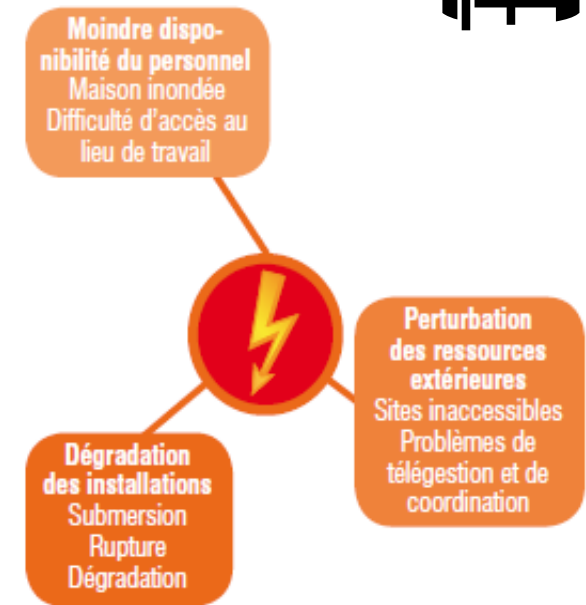 Moindre dispo-
nibilité du personnel
Maison inondée
Difficulté d'accès au
lieu de travail
Perturbation
des ressources
extérieures
Sites inaccessibles
Problèmes de
télégestion et de
coordination
Dégradation
des installations
Submersion
Rupture
Dégradation